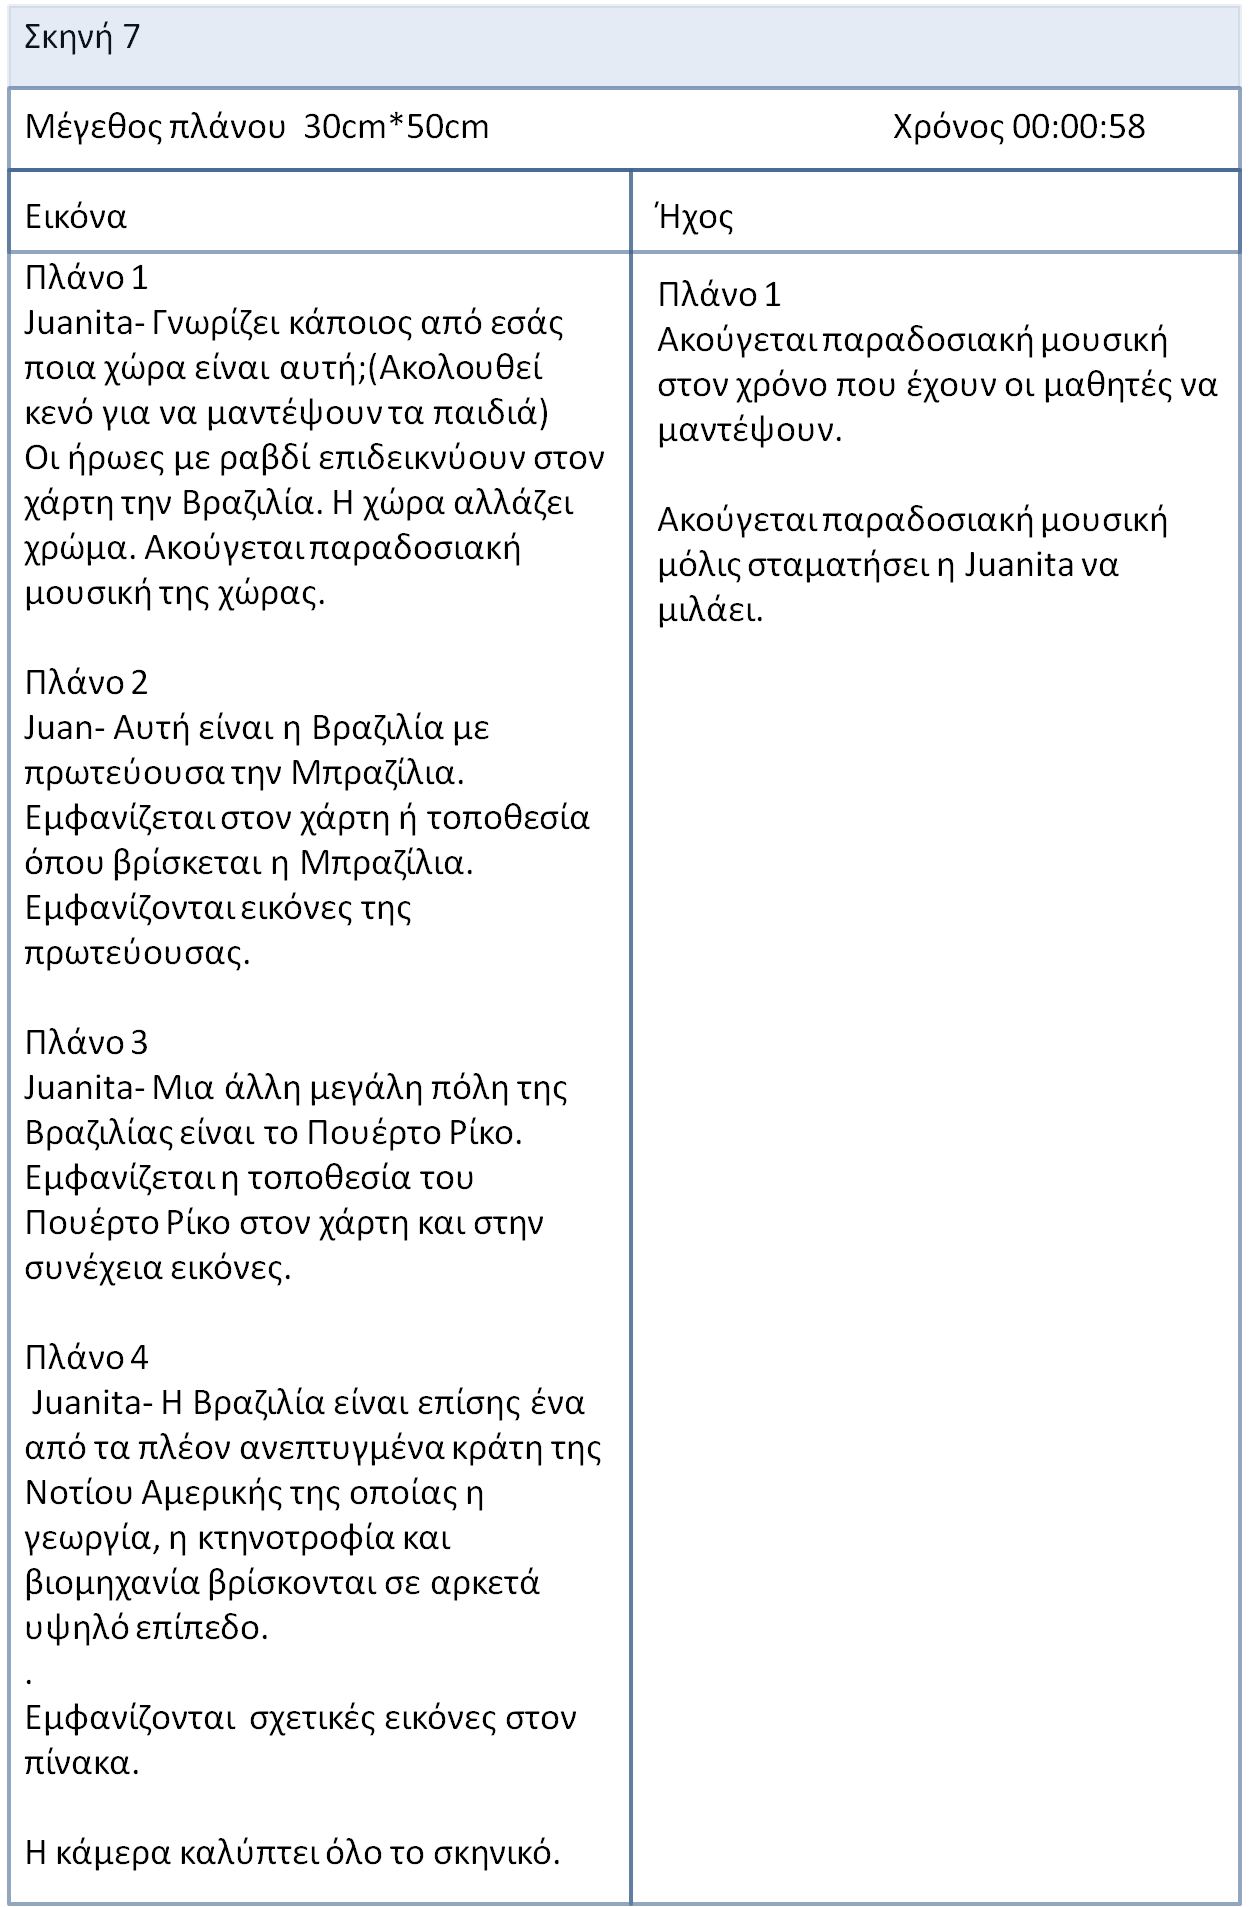 Σκηνή 7
Μέγεθος πλάνου 30cm*50cm Χρόνος 00:00:58
Εικόνα
Πλάνο 1
Juanita- Γνωρίζει κάποιος από εσάς
ποια χώρα είναι αυτή;(Ακολουθεί
κενό για να μαντέψουν τα παιδιά)
Οι ήρωες με ραβδί επιδεικνύουν στον
χάρτη την Βραζιλία. Η χώρα αλλάζει
χρώμα. Ακούγεται παραδοσιακή
μουσική της χώρας.
Πλάνο 2
Juan- Αυτή είναι η Βραζιλία με
πρωτεύουσα την Μπραζίλια.
Εμφανίζεται στον χάρτη ή τοποθεσία
όπου βρίσκεται η Μπραζίλια.
Εμφανίζονται εικόνες της
πρωτεύουσας.
Πλάνο 3
Juanita- Μια άλλη μεγάλη πόλη της
Βραζιλίας είναι το Πουέρτο Ρίκο.
Εμφανίζεται η τοποθεσία του
Πουέρτο Ρίκο στον χάρτη και στην
συνέχεια εικόνες.
Πλάνο 4
Juanita- Η Βραζιλία είναι επίσης ένα
από τα πλέον ανεπτυγμένα κράτη της
Νοτίου Αμερικής της οποίας η
γεωργία, η κτηνοτροφία και
βιομηχανία βρίσκονται σε αρκετά
υψηλό επίπεδο.
.
Εμφανίζονται σχετικές εικόνες στον
πίνακα.
Η κάμερα καλύπτει όλο το σκηνικό.
Ήχος
Πλάνο 1
Ακούγεται παραδοσιακή μουσική
στον χρόνο που έχουν οι μαθητές να
μαντέψουν.
Ακούγεται παραδοσιακή μουσική
μόλις σταματήσει η Juanita να
μιλάει.